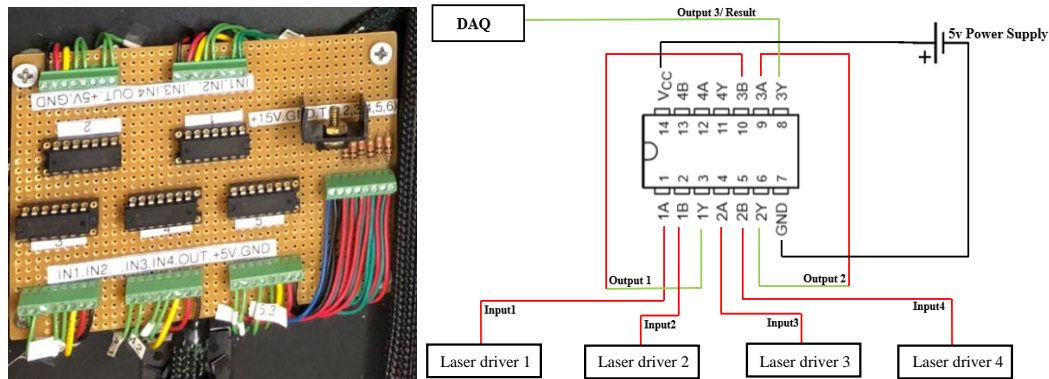 OUT.+5V.GND
IN1,IN2. .IN3.IN4.OUT.
2
1
+15V.GND.T
3
4
5
IN1.IN2. .IN3.IN4.OUT.+5V.GND
5.3
DAQ
Output 3/ Result
5v Power Supply
+
Vcc 4B 4A 4Y 3B 3A 3Y
14 13 12 11 10 9 8
1 2 3 4 5 6 7
1A 1B 1Y 2A 2B 2Y GND
Output 1
Output 2
Input1
Input2
Input3
Input4
Laser driver 1
Laser driver 2
Laser driver 3
Laser driver 4